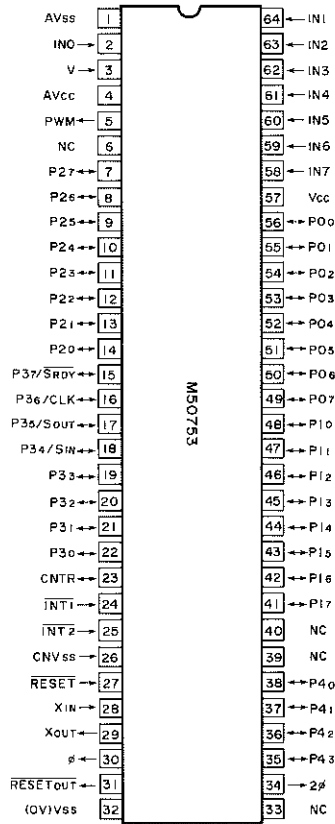 AVss 1 64 IN1
IN0 2 63 IN2
V 3 62 IN3
AVcc 4 61 IN4
PWM 5 60 IN5
NC 6 59 IN6
P27 7 58 IN7
P26 8 57 Vcc
P25 9 56 P00
P24 10 55 P01
P23 11 54 P02
P22 12 53 P03
P21 13 52 P04
P20 14 51 P05
P37/SRDY 15 50 P06
P36/CLK 16 49 P07
P35/SOUT 17 48 P10
P34/SIN 18 47 P11
P33 19 46 P12
P32 20 45 P13
P31 21 44 P14
P30 22 43 P15
CNTR 23 42 P16
INT1 24 41 P17
INT2 25 40 NC
CNVss 26 39 NC
RESET 27 38 P40
XIN 28 37 P41
XOUT 29 36 P42
ø 30 35 P43
RESETOUT 31 34 2ø
(0V)Vss 32 33 NC
M50753